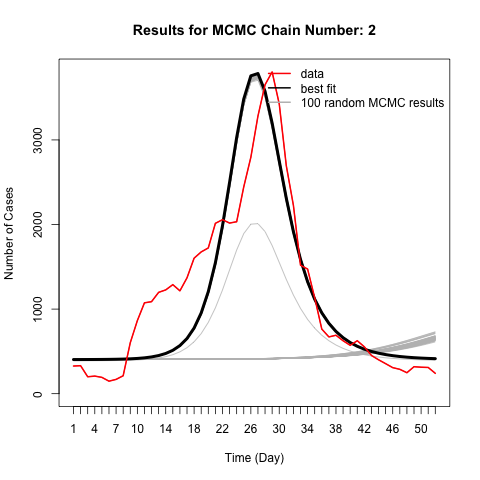 Results for MCMC Chain Number: 2
data
best fit
100 random MCMC results
Number of Cases
3000
2000
1000
0
1 4 7 10 14 18 22 26 30 34 38 42 46 50
Time (Day)